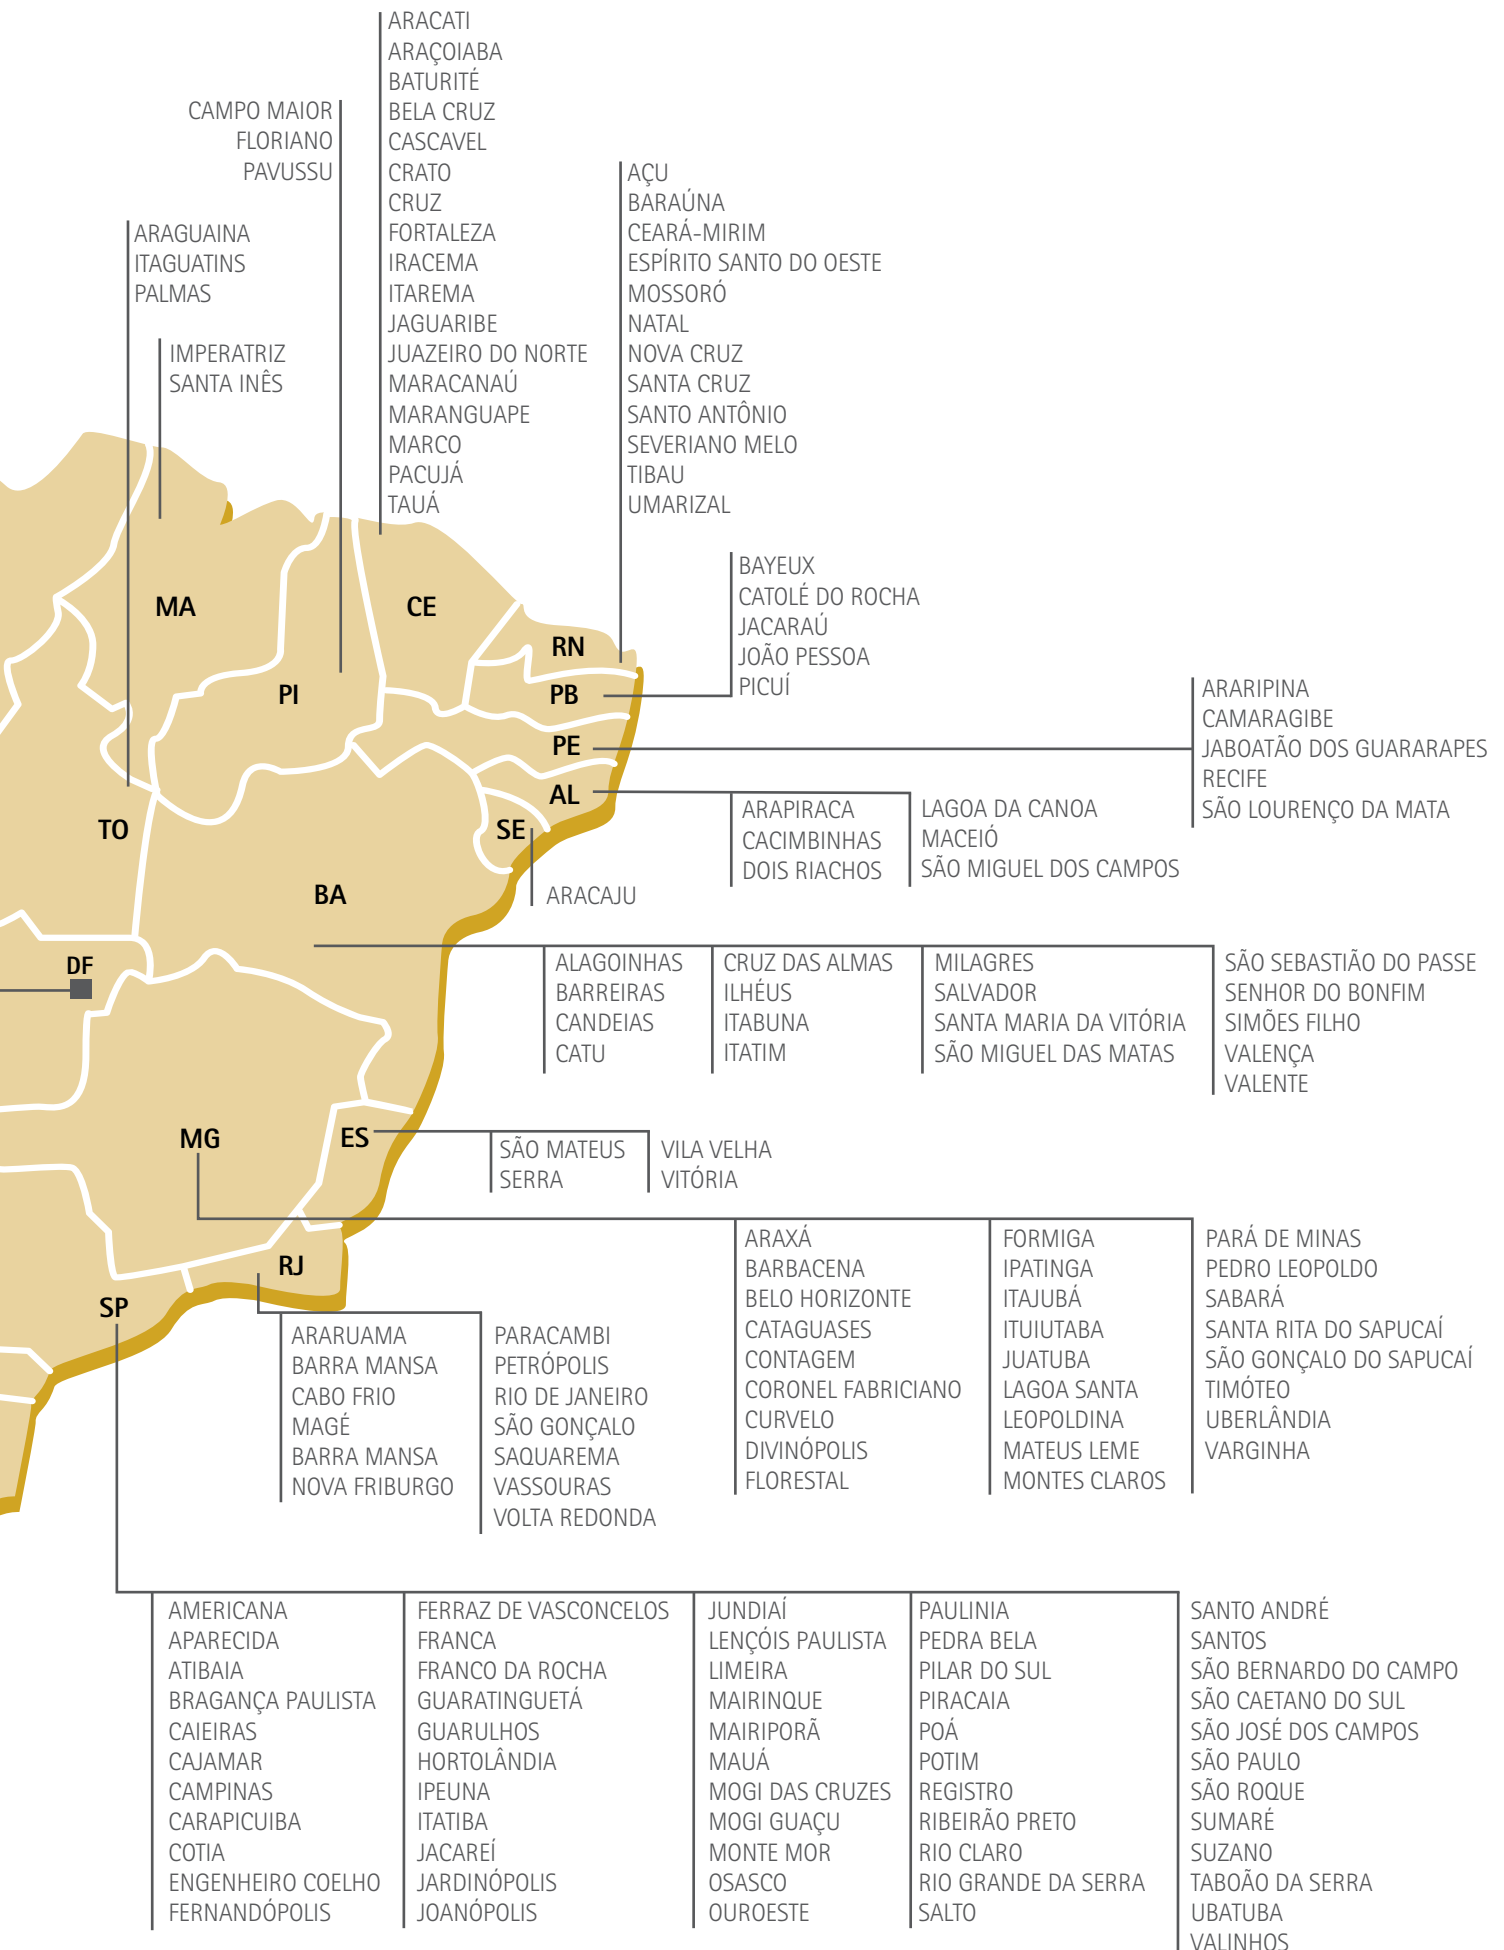 ARACATI
ARAÇOIABA
BATURITÉ
BELA CRUZ
CASCAVEL
CRATO
CRUZ
FORTALEZA
IRACEMA
ITAREMA
JAGUARIBE
JUAZEIRO DO NORTE
MARACANAÚ
MARANGUAPE
MARCO
PACUJÁ
TAUÁ
CAMPO MAIOR
FLORIANO
PAVUSSU
AÇU
BARAÚNA
CEARÁ-MIRIM
ESPÍRITO SANTO DO OESTE
MOSSORÓ
NATAL
NOVA CRUZ
SANTA CRUZ
SANTO ANTÔNIO
SEVERIANO MELO
TIBAU
UMARIZAL
ARAGUAINA
ITAGUATINS
PALMAS
IMPERATRIZ
SANTA INÊS
BAYEUX
CATOLÉ DO ROCHA
JACARAÚ
JOÃO PESSOA
PICUÍ
MA
CE
RN
PI
PB
PE
AL
TO
SE
BA
DF
MG
ES
RJ
SP
ARARIPINA
CAMARAGIBE
JABOATÃO DOS GUARARAPES
RECIFE
SÃO LOURENÇO DA MATA
ARAPIRACA
CACIMBINHAS
DOIS RIACHOS
LAGOA DA CANOA
MACEIÓ
SÃO MIGUEL DOS CAMPOS
ARACAJU
ALAGOINHAS
BARREIRAS
CANDEIAS
CATU
CRUZ DAS ALMAS
ILHÉUS
ITABUNA
ITATIM
MILAGRES
SALVADOR
SANTA MARIA DA VITÓRIA
SÃO MIGUEL DAS MATAS
SÃO SEBASTIÃO DO PASSE
SENHOR DO BONFIM
SIMÕES FILHO
VALENÇA
VALENTE
SÃO MATEUS
SERRA
VILA VELHA
VITÓRIA
ARAXÁ
BARBACENA
BELO HORIZONTE
CATAGUASES
CONTAGEM
CORONEL FABRICIANO
CURVELO
DIVINÓPOLIS
FLORESTAL
FORMIGA
IPATINGA
ITAJUBÁ
ITUIUTABA
JUATUBA
LAGOA SANTA
LEOPOLDINA
MATEUS LEME
MONTES CLAROS
PARÁ DE MINAS
PEDRO LEOPOLDO
SABARÁ
SANTA RITA DO SAPUCAÍ
SÃO GONÇALO DO SAPUCAÍ
TIMÓTEO
UBERLÂNDIA
VARGINHA
ARARUAMA
BARRA MANSA
CABO FRIO
MAGÉ
BARRA MANSA
NOVA FRIBURGO
PARACAMBI
PETRÓPOLIS
RIO DE JANEIRO
SÃO GONÇALO
SAQUAREMA
VASSOURAS
VOLTA REDONDA
AMERICANA
APARECIDA
ATIBAIA
BRAGANÇA PAULISTA
CAIEIRAS
CAJAMAR
CAMPINAS
CARAPICUIBA
COTIA
ENGENHEIRO COELHO
FERNANDÓPOLIS
FERRAZ DE VASCONCELOS
FRANCA
FRANCO DA ROCHA
GUARATINGUETÁ
GUARULHOS
HORTOLÂNDIA
IPEUNA
ITATIBA
JACAREÍ
JARDINÓPOLIS
JOANÓPOLIS
JUNDIAÍ
LENÇÓIS PAULISTA
LIMEIRA
MAIRINQUE
MAIRIPORÃ
MAUÁ
MOGI DAS CRUZES
MOGI GUAÇU
MONTE MOR
OSASCO
OUROESTE
PAULINIA
PEDRA BELA
PILAR DO SUL
PIRACAIA
POÁ
POTIM
REGISTRO
RIBEIRÃO PRETO
RIO CLARO
RIO GRANDE DA SERRA
SALTO
SANTO ANDRÉ
SANTOS
SÃO BERNARDO DO CAMPO
SÃO CAETANO DO SUL
SÃO JOSÉ DOS CAMPOS
SÃO PAULO
SÃO ROQUE
SUMARÉ
SUZANO
TABOÃO DA SERRA
UBATUBA
VALINHOS